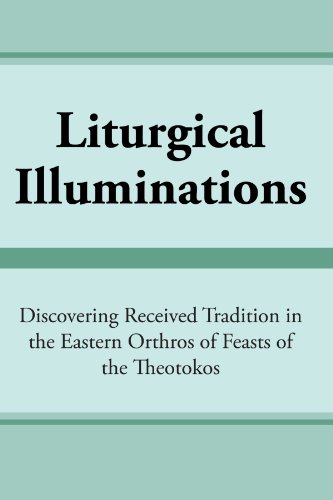 Liturgical
Illuminations
Discovering Received Tradition in
the Eastern Orthros of Feasts of
the Theotokos